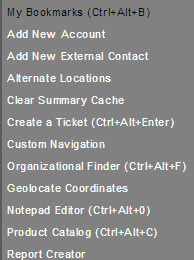 My Bookmarks (Ctrl+Alt+B)
Add New Account
Add New External Contact
Alternate Locations
Clear Summary Cache
Create a Ticket (Ctrl+Alt+Enter)
Custom Navigation
Organizational Finder (Ctrl+Alt+F)
Geolocate Coordinates
Notepad Editor (Ctrl+Alt+0)
Product Catalog (Ctrl+Alt+C)
Report Creator